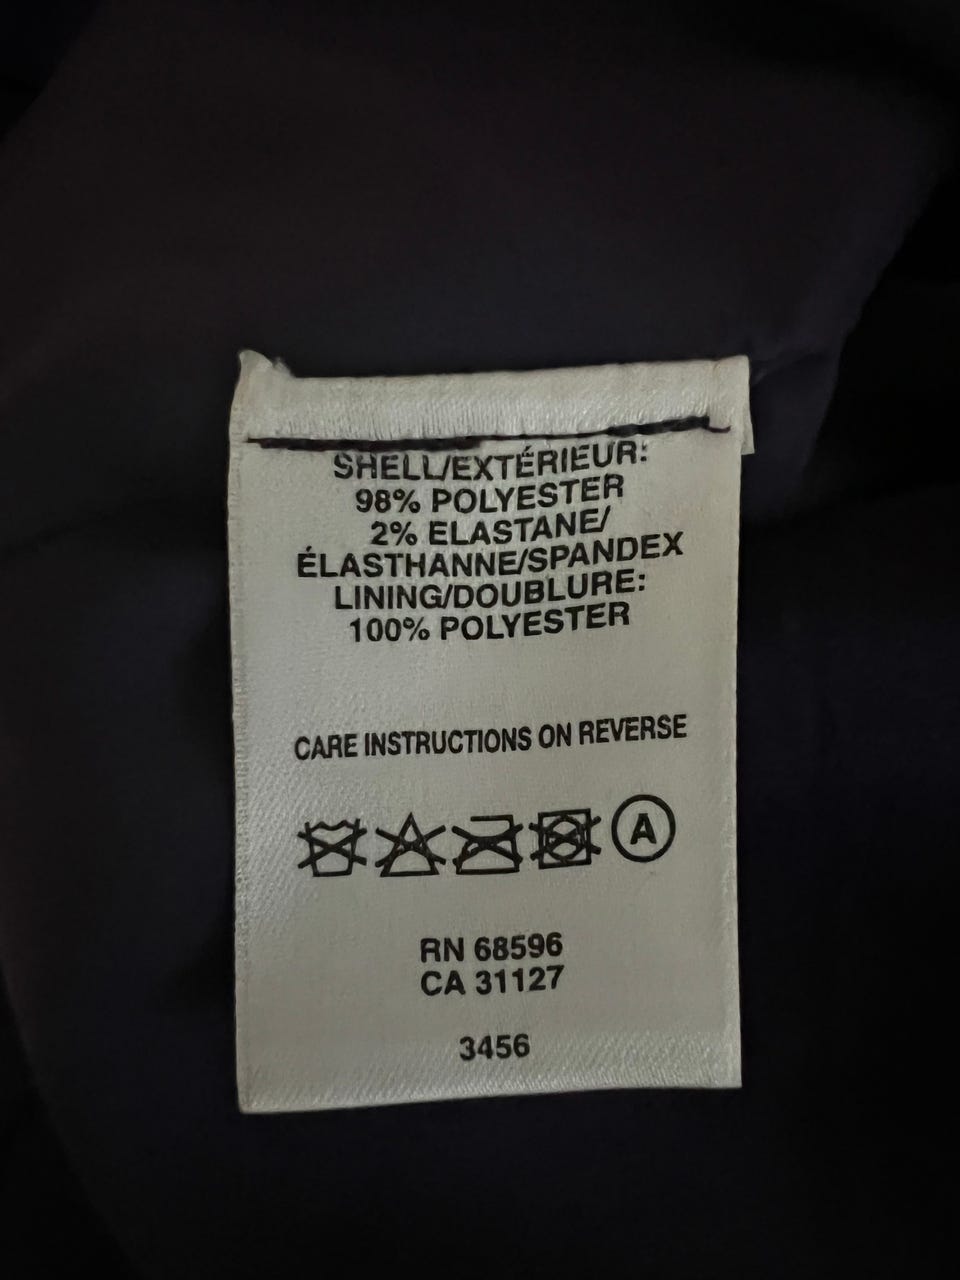 SHELL/EXTÉRIEUR:
98% POLYESTER
2% ELASTANE/
ÉLASTHANNE/SPANDEX
LINING/DOUBLURE:
100% POLYESTER
CARE INSTRUCTIONS ON REVERSE
A
RN 68596
CA 31127
3456